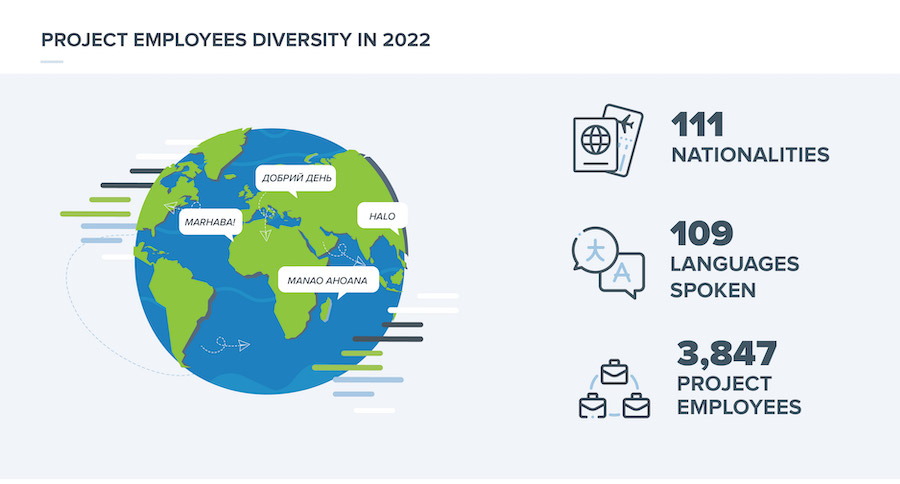 PROJECT EMPLOYEES DIVERSITY IN 2022
ДОБРИЙ ДЕНЬ
MARHABA!
HALO
MANAO AHOANA
111
NATIONALITIES
109
LANGUAGES
SPOKEN
3,847
PROJECT
EMPLOYEES
大
A